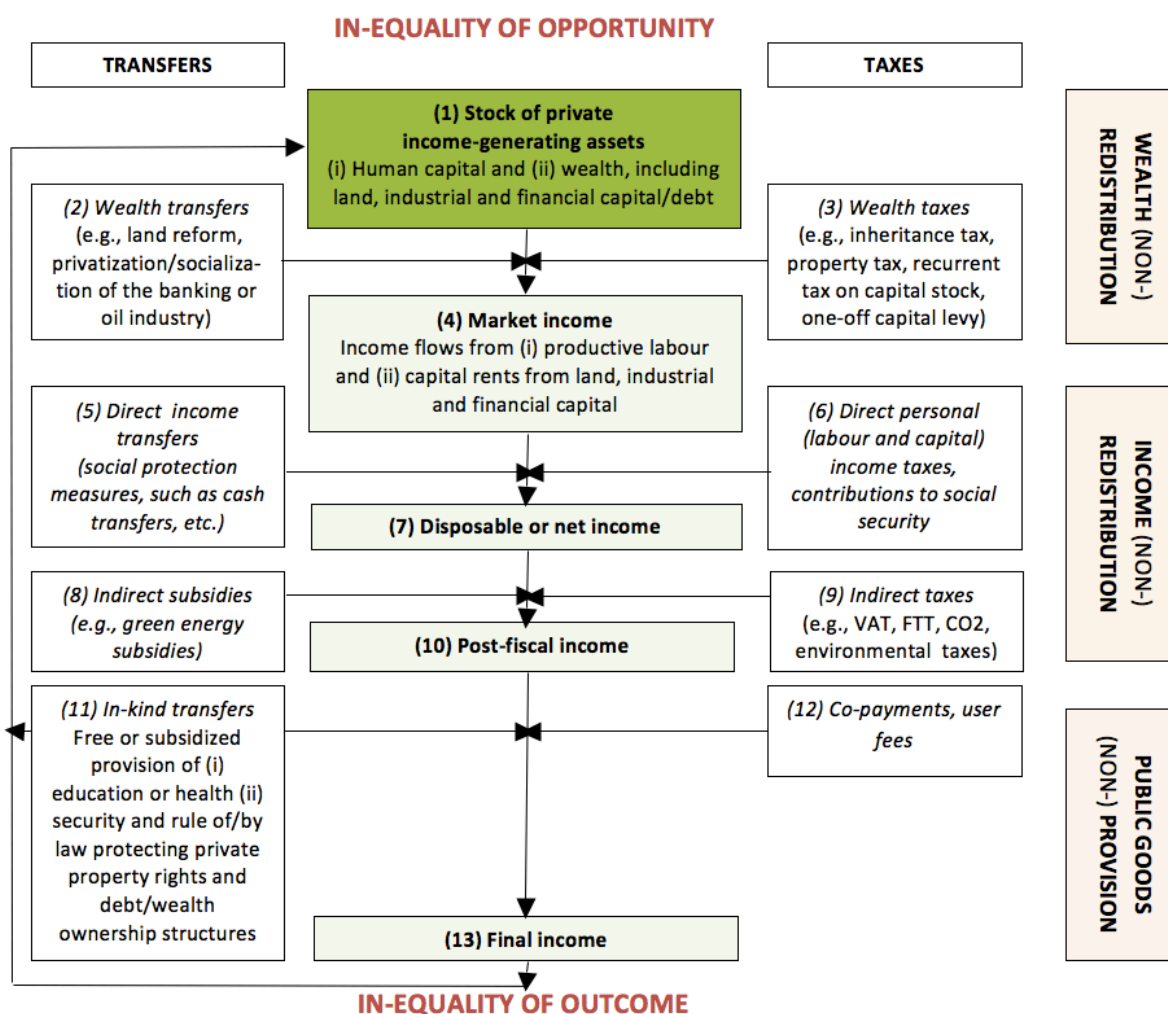 IN-EQUALITY OF OPPORTUNITY
TRANSFERS
TAXES
(1) Stock of private
income-generating assets
(i) Human capital and (ii) wealth, including
land, industrial and financial capital/debt
(2) Wealth transfers
(e.g., land reform,
privatization/socializa-
tion of the banking or
oil industry)
(3) Wealth taxes
(e.g., inheritance tax,
property tax, recurrent
tax on capital stock,
one-off capital levy)
WEALTH (NON-)
REDISTRIBUTION
(4) Market income
Income flows from (i) productive labour
and (ii) capital rents from land, industrial
and financial capital
(5) Direct income
transfers
(social protection
measures, such as cash
transfers, etc.)
(6) Direct personal
(labour and capital)
income taxes,
contributions to social
security
INCOME (NON-)
REDISTRIBUTION
(7) Disposable or net income
(8) Indirect subsidies
(e.g., green energy
subsidies)
(9) Indirect taxes
(e.g., VAT, FTT, CO2,
environmental taxes)
(10) Post-fiscal income
(11) In-kind transfers
Free or subsidized
provision of (i)
education or health (ii)
security and rule of/by
law protecting private
property rights and
debt/wealth
ownership structures
(12) Co-payments, user
fees
PUBLIC GOODS
(NON-) PROVISION
(13) Final income
IN-EQUALITY OF OUTCOME